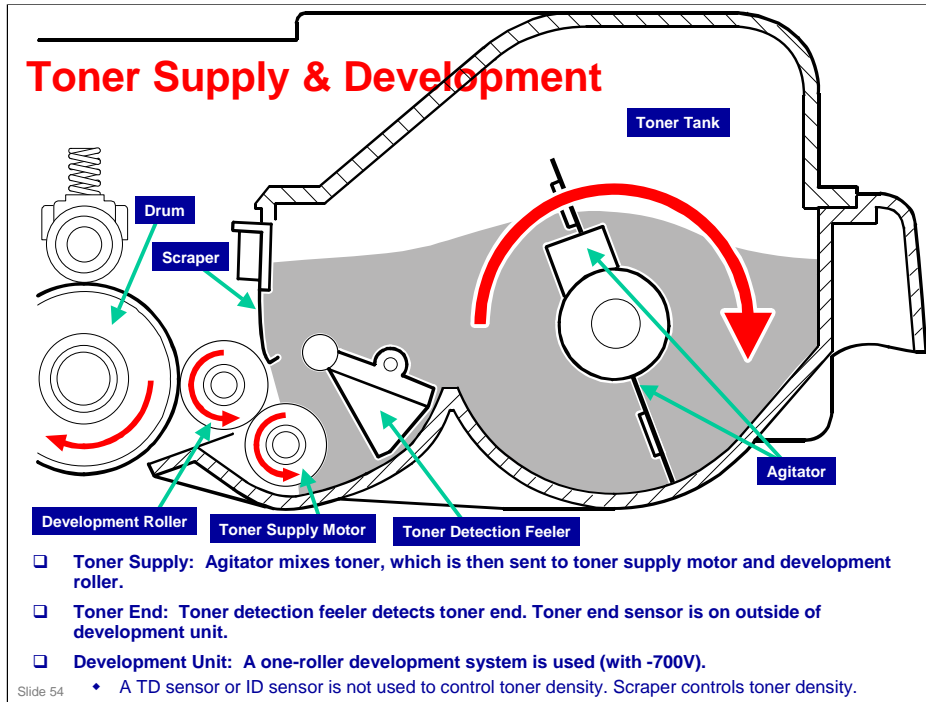 Toner Supply & Development
Toner Tank
Drum
Scraper
Agitator
Development Roller
Toner Supply Motor
Toner Detection Feeler
❑ Toner Supply: Agitator mixes toner, which is then sent to toner supply motor and development
roller.
❑ Toner End: Toner detection feeler detects toner end. Toner end sensor is on outside of
development unit.
❑ Development Unit: A one-roller development system is used (with -700V).
◆ A TD sensor or ID sensor is not used to control toner density. Scraper controls toner density.
Slide 54